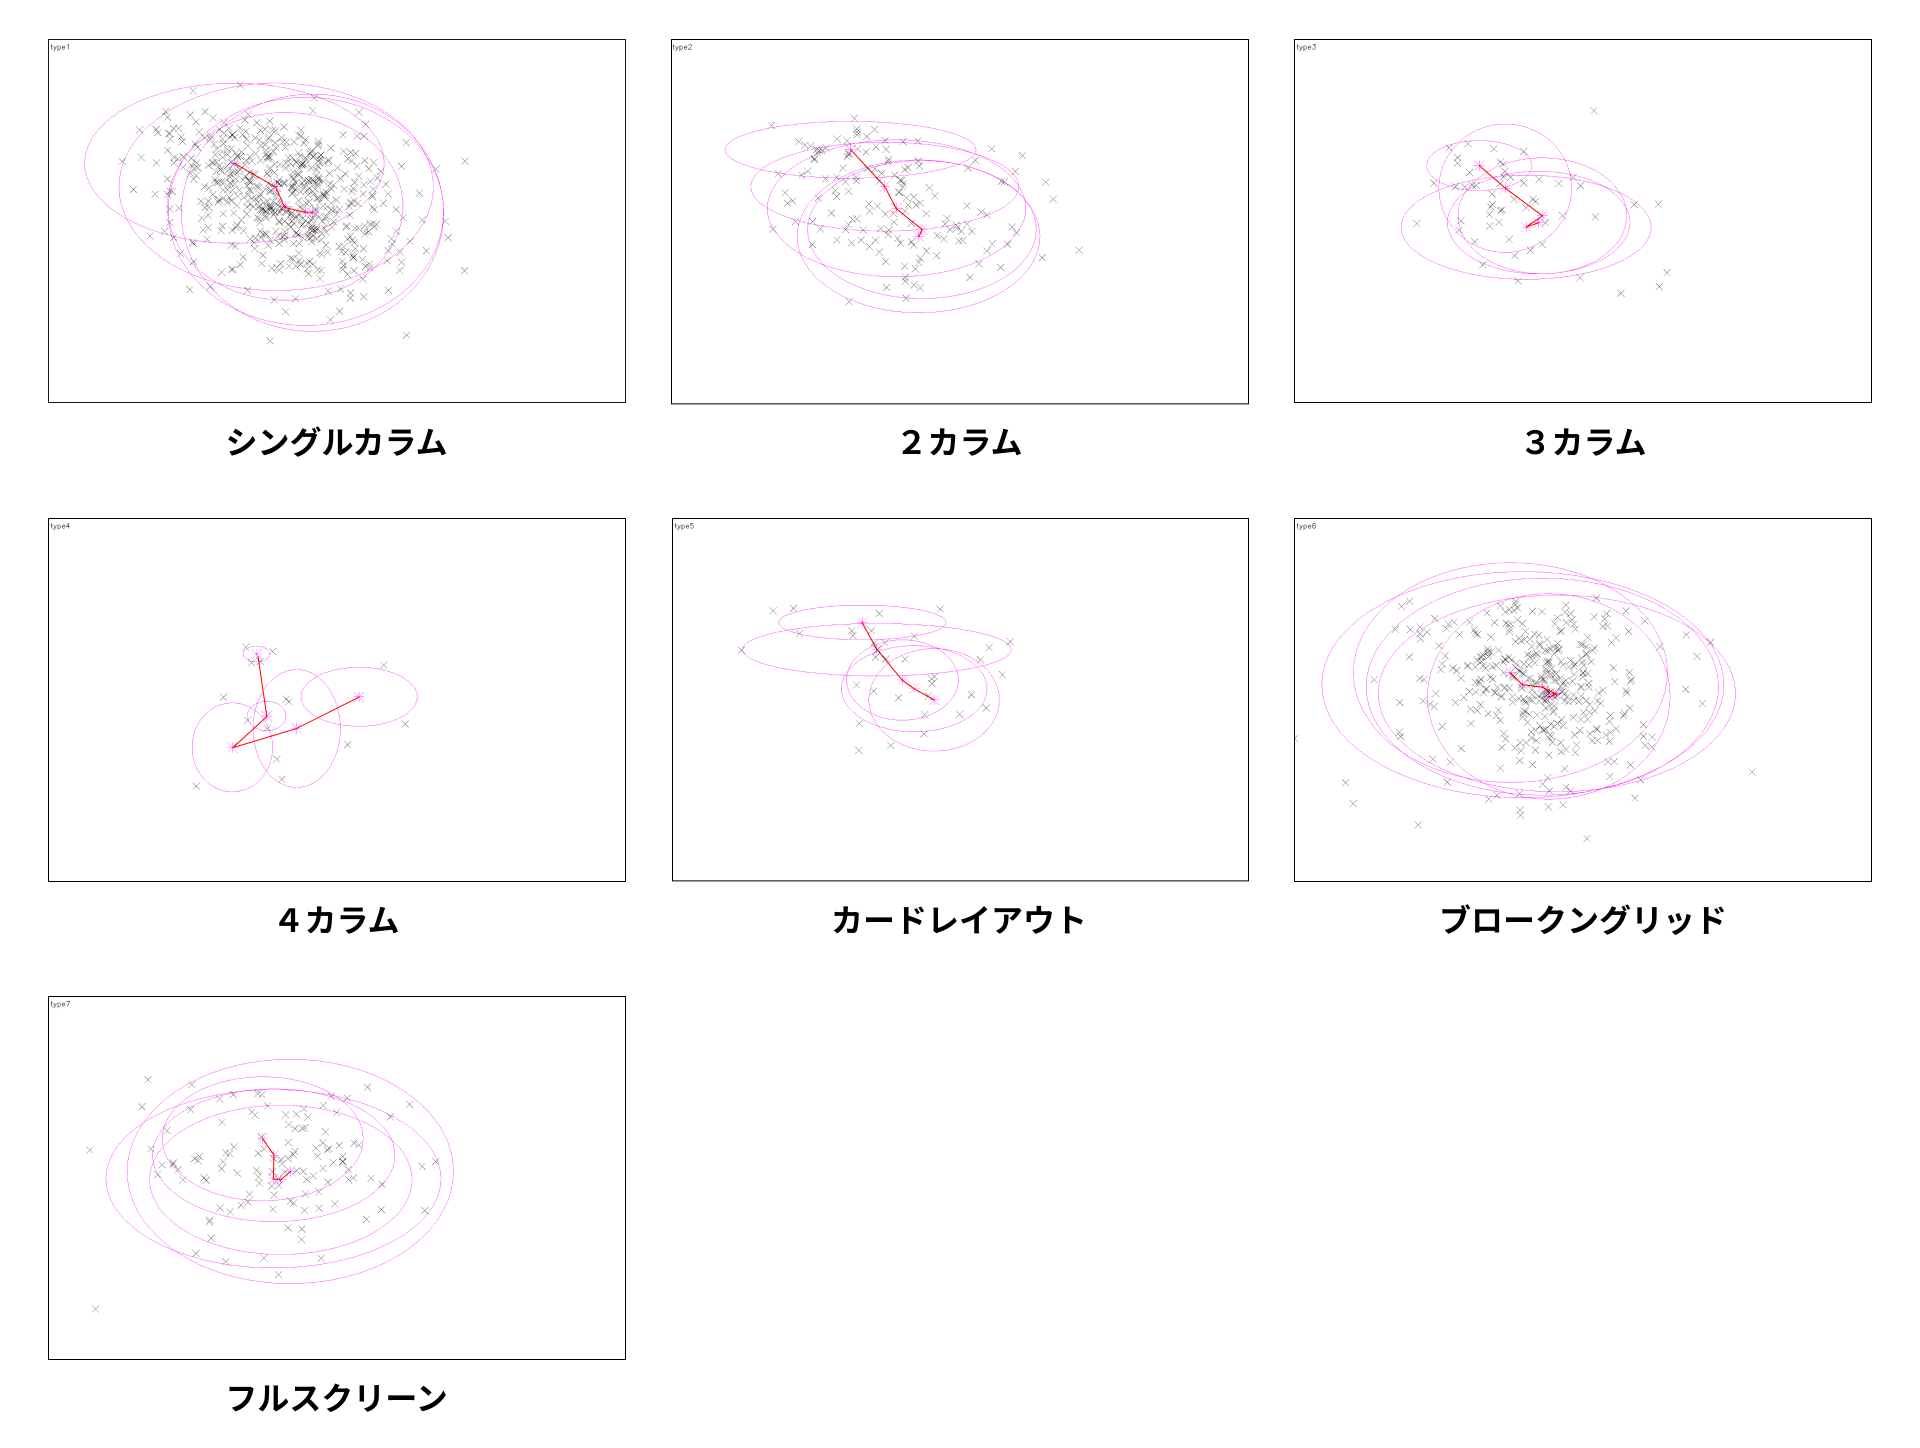 type1
type2
type3
シングルカラム
２カラム
３カラム
type4
type5
type6
４カラム
カードレイアウト
ブロークングリッド
type7
フルスクリーン